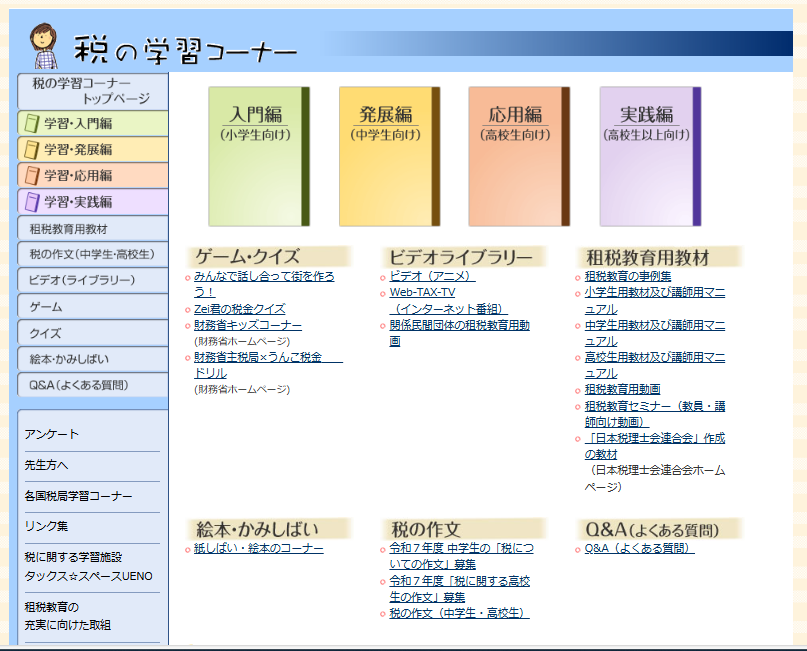 税の学習コーナー
税の学習コーナー
トップページ
学習・入門編
学習・発展編
学習・応用編
学習・実践編
租税教育用教材
税の作文(中学生・高校生)
ビデオ(ライブラリー)
ゲーム
クイズ
絵本・かみしばい
Q&A(よくある質問)
アンケート
先生方へ
各国税局学習コーナー
リンク集
税に関する学習施設
タックス☆スペースUENO
租税教育の
充実に向けた取組
入門編
(小学生向け)
発展編
(中学生向け)
応用編
(高校生向け)
実践編
(高校生以上向け)
ゲーム・クイズ
みんなで話し合って街を作ろ
う!
Zei君の税金クイズ
財務省キッズコーナー
(財務省ホームページ)
財務省主税局×うんこ税金
ドリル
(財務省ホームページ)
ビデオライブラリー
ビデオ(アニメ)
Web-TAX-TV
(インターネット番組)
関係民間団体の租税教育用動
画
租税教育用教材
租税教育の事例集
小学生用教材及び講師用マニ
ュアル
中学生用教材及び講師用マニ
ュアル
高校生用教材及び講師用マニ
ュアル
租税教育用動画
租税教育セミナー(教員・講
師向け動画)
「日本税理士会連合会」作成
の教材
(日本税理士会連合会ホーム
ページ)
絵本・かみしばい
紙しばい・絵本のコーナー
税の作文
令和7年度 中学生の「税につ
いての作文」募集
令和7年度「税に関する高校
生の作文」募集
税の作文(中学生・高校生)
Q&A(よくある質問)
Q&A(よくある質問)